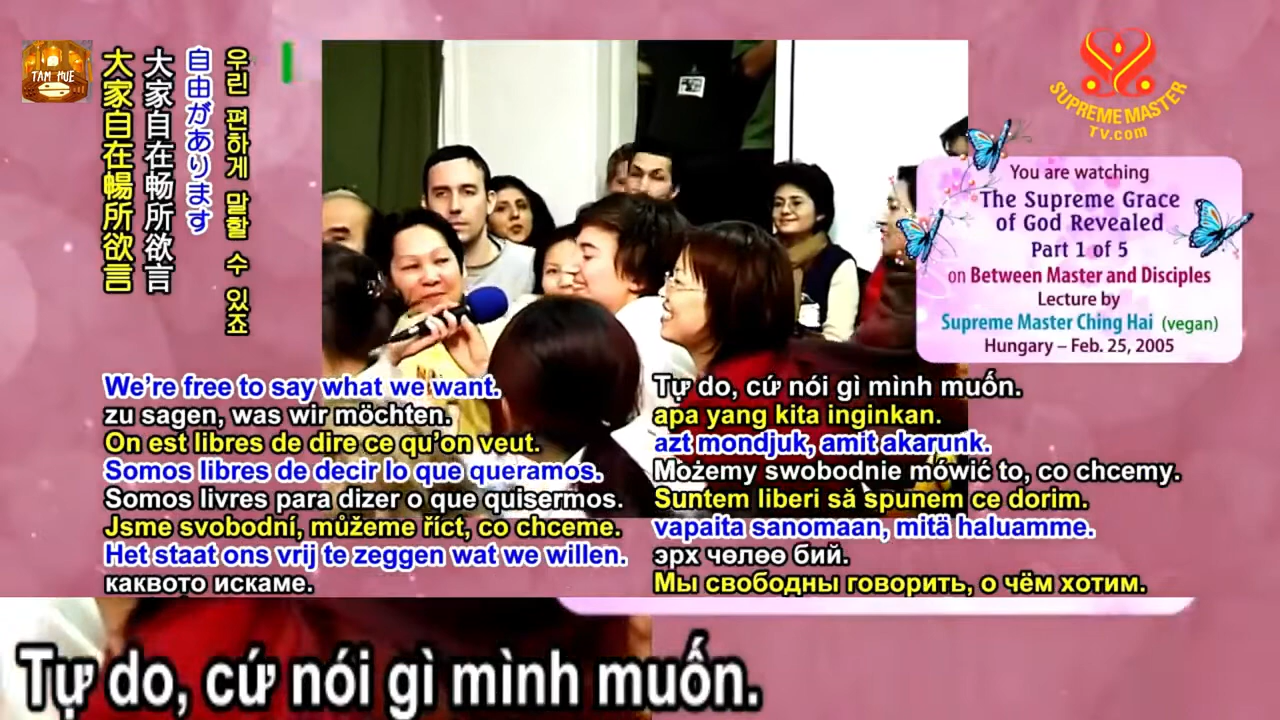 TAM HUE
大家自在暢所欲言
大家自在畅所欲言
自由があります
우린 편하게 말할 수 있죠
SUPREME MASTER
TV.com
You are watching
The Supreme Grace
of God Revealed
Part 1 of 5
on Between Master and Disciples
Lecture by
Supreme Master Ching Hai (vegan)
Hungary – Feb. 25, 2005
We're free to say what we want.
zu sagen, was wir möchten.
On est libres de dire ce qu'on veut.
Somos libres de decir lo que queramos.
Somos livres para dizer o que quisermos.
Jsme svobodní, můžeme říct, co chceme.
Het staat ons vrij te zeggen wat we willen.
каквото искаме.
Tự do, cứ nói gì mình muốn.
apa yang kita inginkan.
azt mondjuk, amit akarunk.
Możemy swobodnie mówić to, co chcemy.
Suntem liberi să spunem ce dorim.
vapaita sanomaan, mitä haluamme.
эрх чөлөө бий.
Мы свободны говорить, о чём хотим.
Tự do, cứ nói gì mình muốn.